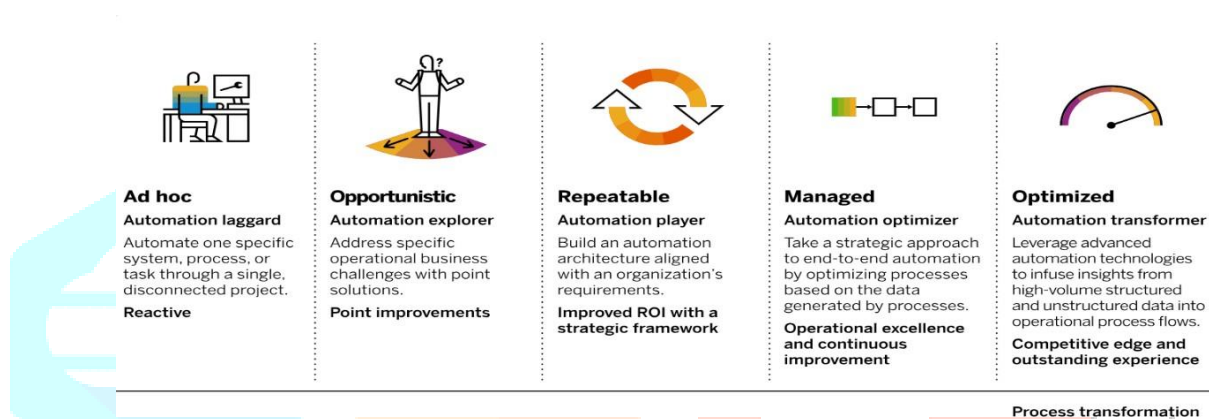 ?
Ad hoc
Automation laggard
Automate one specific
system, process, or
task through a single,
disconnected project.
Reactive
Opportunistic
Automation explorer
Address specific
operational business
challenges with point
solutions.
Point improvements
Repeatable
Automation player
Build an automation
architecture aligned
with an organization’s
requirements.
Improved ROI with a
strategic framework
Managed
Automation optimizer
Take a strategic approach
to end-to-end automation
by optimizing processes
based on the data
generated by processes.
Operational excellence
and continuous
improvement
Optimized
Automation transformer
Leverage advanced
automation technologies
to infuse insights from
high-volume structured
and unstructured data into
operational process flows.
Competitive edge and
outstanding experience
Process transformation